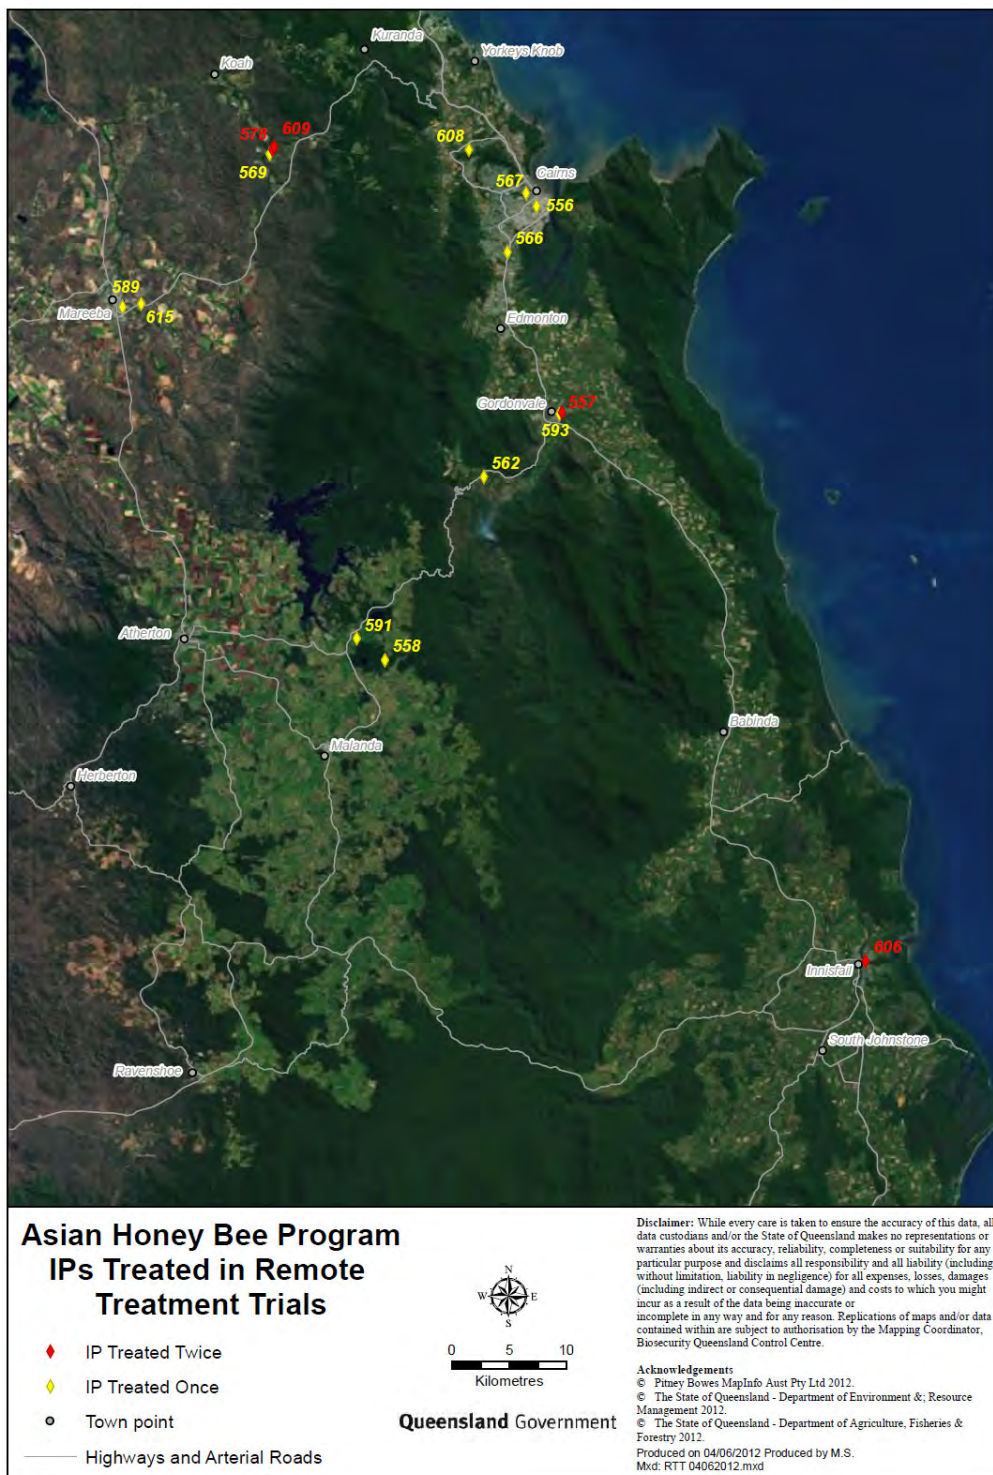 Kuranda
Yorkeys Knob
Koah
578 609
608
569
567
Cairns
556
566
589
Mareeba
615
Edmonton
Gordonvale
557
593
562
591
Atherton
558
Babinda
Malanda
Herberton
606
Innisfail
South Johnstone
Ravenshoe
Asian Honey Bee Program
IPs Treated in Remote
Treatment Trials
IP Treated Twice
IP Treated Once
Town point
Highways and Arterial Roads
N
W E
S
0 5 10
Kilometres
Queensland Government
Disclaimer: While every care is taken to ensure the accuracy of this data, all
data custodians and/or the State of Queensland makes no representations or
warranties about its accuracy, reliability, completeness or suitability for any
particular purpose and disclaims all responsibility and all liability (including
without limitation, liability in negligence) for all expenses, losses, damages
(including indirect or consequential damage) and costs to which you might
incur as a result of the data being inaccurate or
incomplete in any way and for any reason. Replications of maps and/or data
contained within are subject to authorisation by the Mapping Coordinator,
Biosecurity Queensland Control Centre.
Acknowledgements
© Pitney Bowes MapInfo Aust Pty Ltd 2012.
© The State of Queensland - Department of Environment &; Resource
Management 2012.
© The State of Queensland - Department of Agriculture, Fisheries &
Forestry 2012.
Produced on 04/06/2012 Produced by M.S.
Mxd: RTT 04062012.mxd